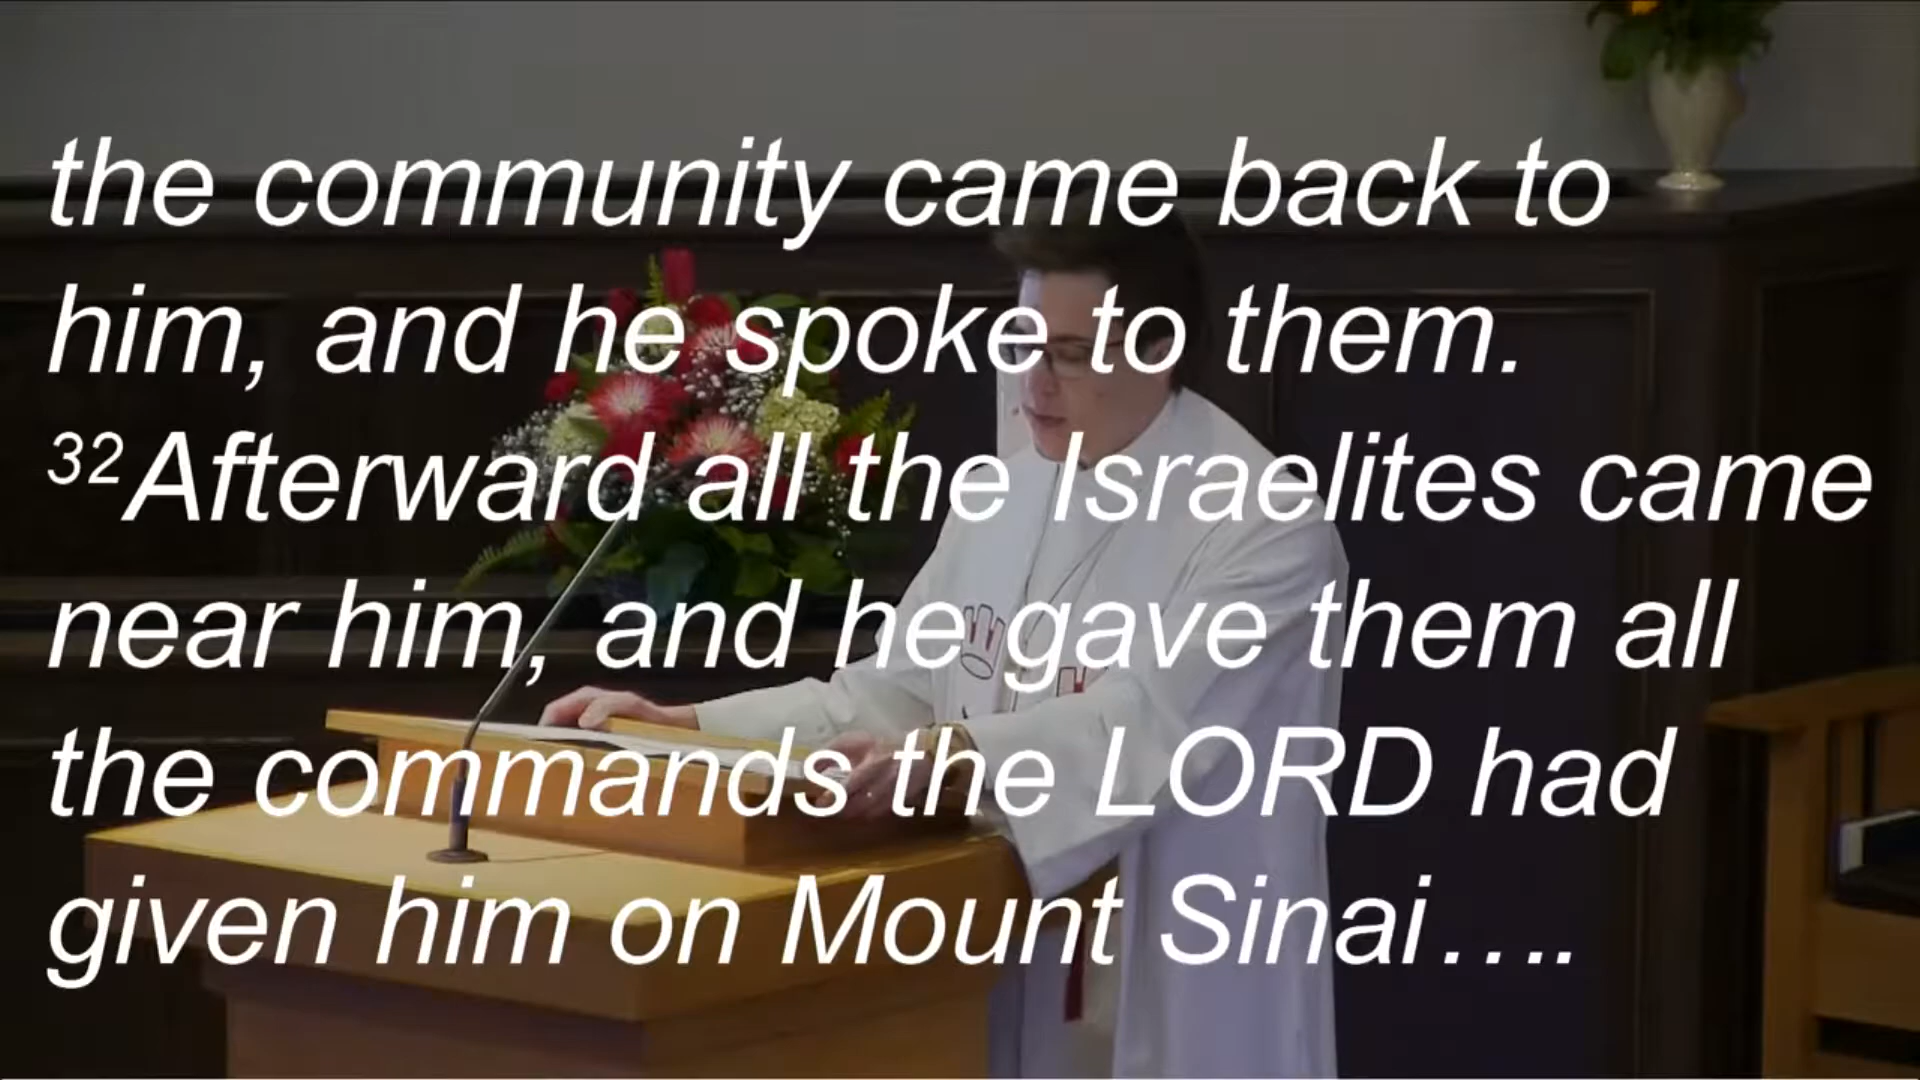 the community came back to
him, and he spoke to them.
³²Afterward all the Israelites came
near him, and he gave them all
the commands the LORD had
given him on Mount Sinai….